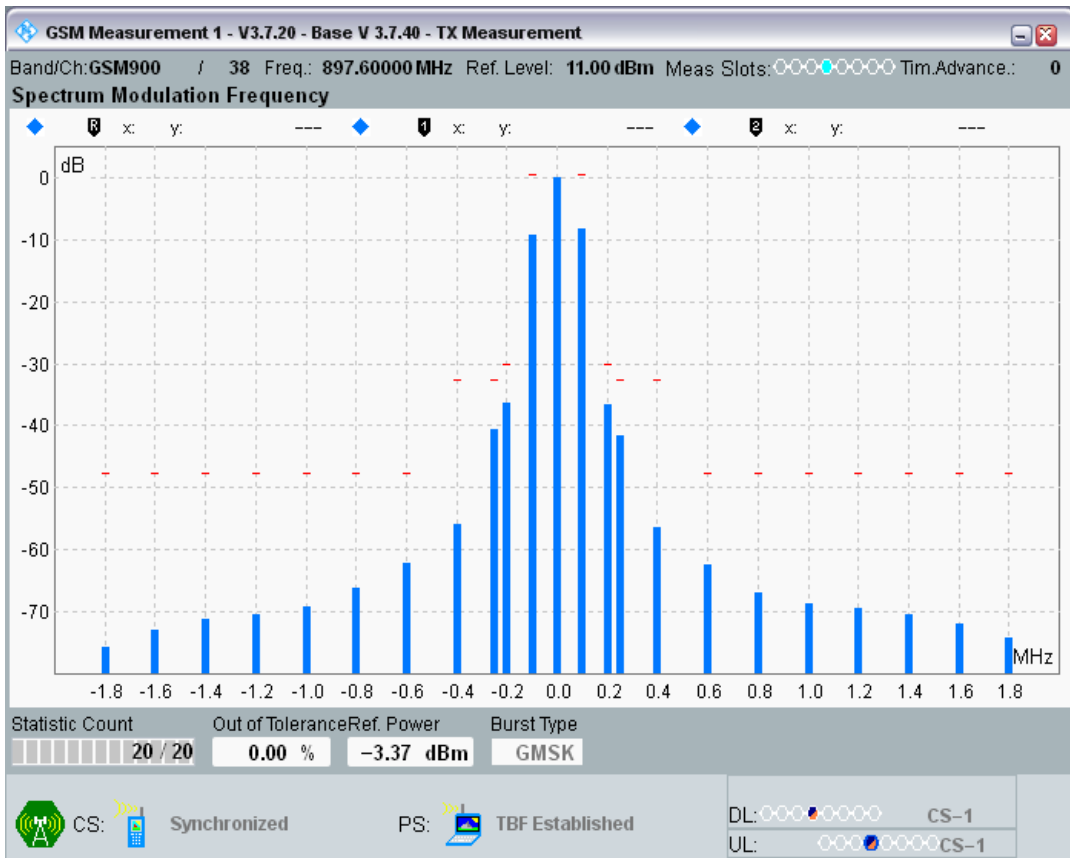 GSM Measurement 1 - V3.7.20 - Base V 3.7.40 - TX Measurement
Band/Ch:GSM900 / 38 Freq.: 897.60000 MHz Ref. Level: 11.00 dBm Meas Slots: Tim.Advance.: 0
Spectrum Modulation Frequency
R x: y: --- 1 x: y: --- 2 x: y: ---
dB
0
-10
-20
-30
-40
-50
-60
-70
MHz
-1.8 -1.6 -1.4 -1.2 -1.0 -0.8 -0.6 -0.4 -0.2 0.0 0.2 0.4 0.6 0.8 1.0 1.2 1.4 1.6 1.8
Statistic Count Out of Tolerance Ref. Power Burst Type
20 / 20 0.00 % −3.37 dBm GMSK
CS: Synchronized PS: TBF Established
DL: CS−1
UL: CS−1